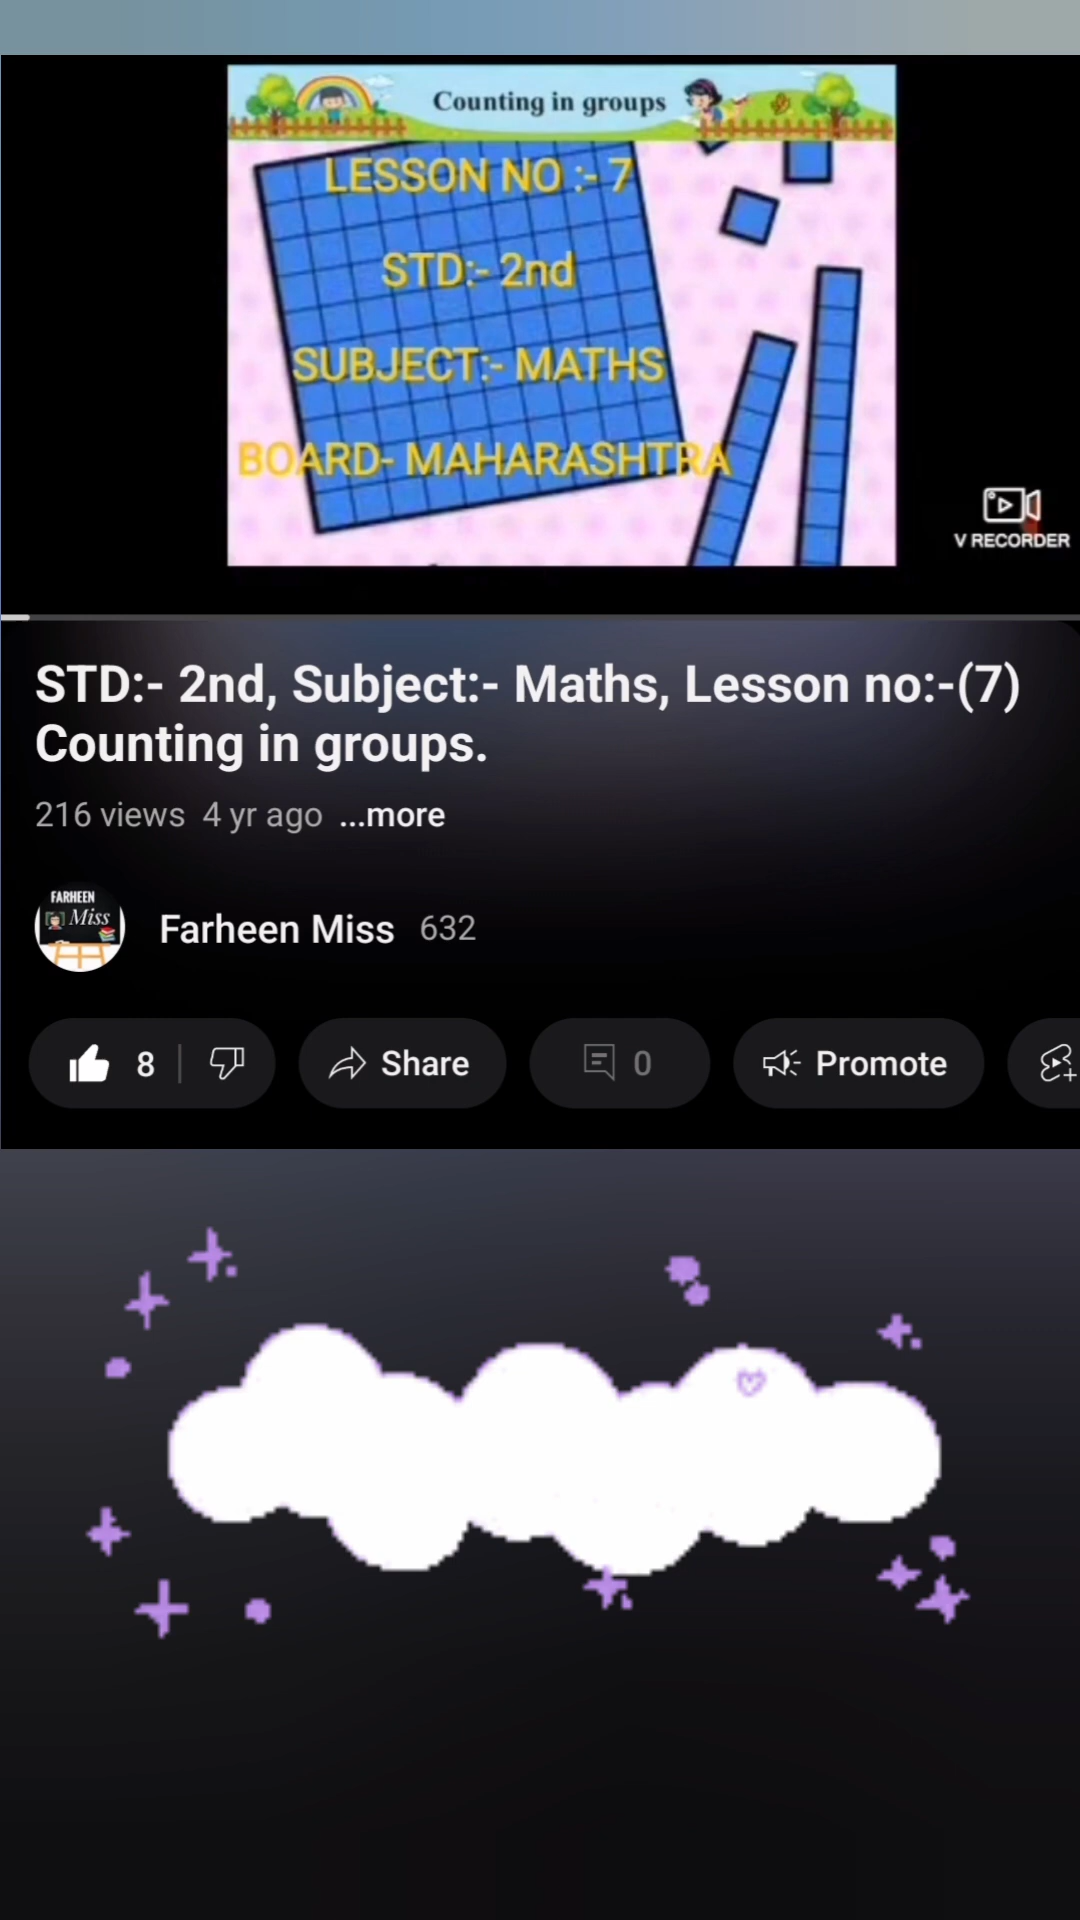 Counting in groups
LESSON NO :- 7
STD:- 2nd
SUBJECT:- MATHS
BOARD- MAHARASHTRA
V RECORDER
STD:- 2nd, Subject:- Maths, Lesson no:-(7)
Counting in groups.
216 views 4 yr ago ...more
FARHEEN
Miss
Farheen Miss 632
8 Share 0 Promote